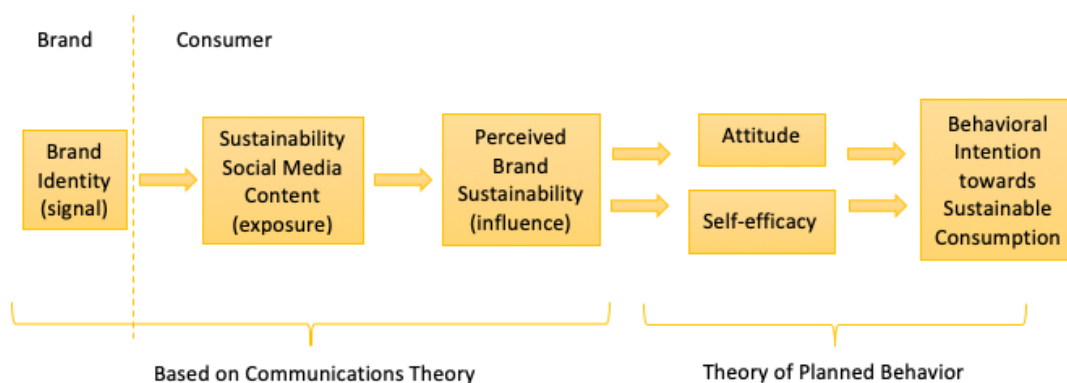 Brand
Consumer
Brand
Identity
(signal)
Sustainability
Social Media
Content
(exposure)
Perceived
Brand
Sustainability
(influence)
Attitude
Self-efficacy
Behavioral
Intention
towards
Sustainable
Consumption
Based on Communications Theory
Theory of Planned Behavior